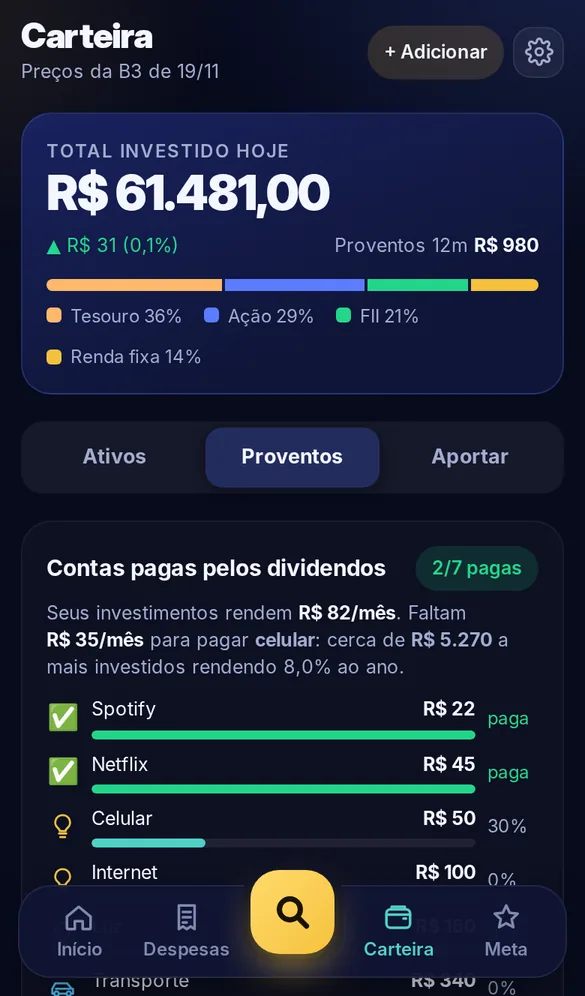 Carteira
Preços da B3 de 19/11
+ Adicionar
TOTAL INVESTIDO HOJE
R$ 61.481,00
▲ R$ 31 (0,1%)
Proventos 12m R$ 980
Tesouro 36%
Ação 29%
FII 21%
Renda fixa 14%
Ativos
Proventos
Aportar
Contas pagas pelos dividendos
2/7 pagas
Seus investimentos rendem R$ 82/mês. Faltam
R$ 35/mês para pagar celular: cerca de R$ 5.270 a
mais investidos rendendo 8,0% ao ano.
Spotify
R$ 22
paga
Netflix
R$ 45
paga
Celular
R$ 50
30%
Internet
R$ 100
0%
R$ 180
Transporte
R$ 340
0%
Início
Despesas
Carteira
Meta